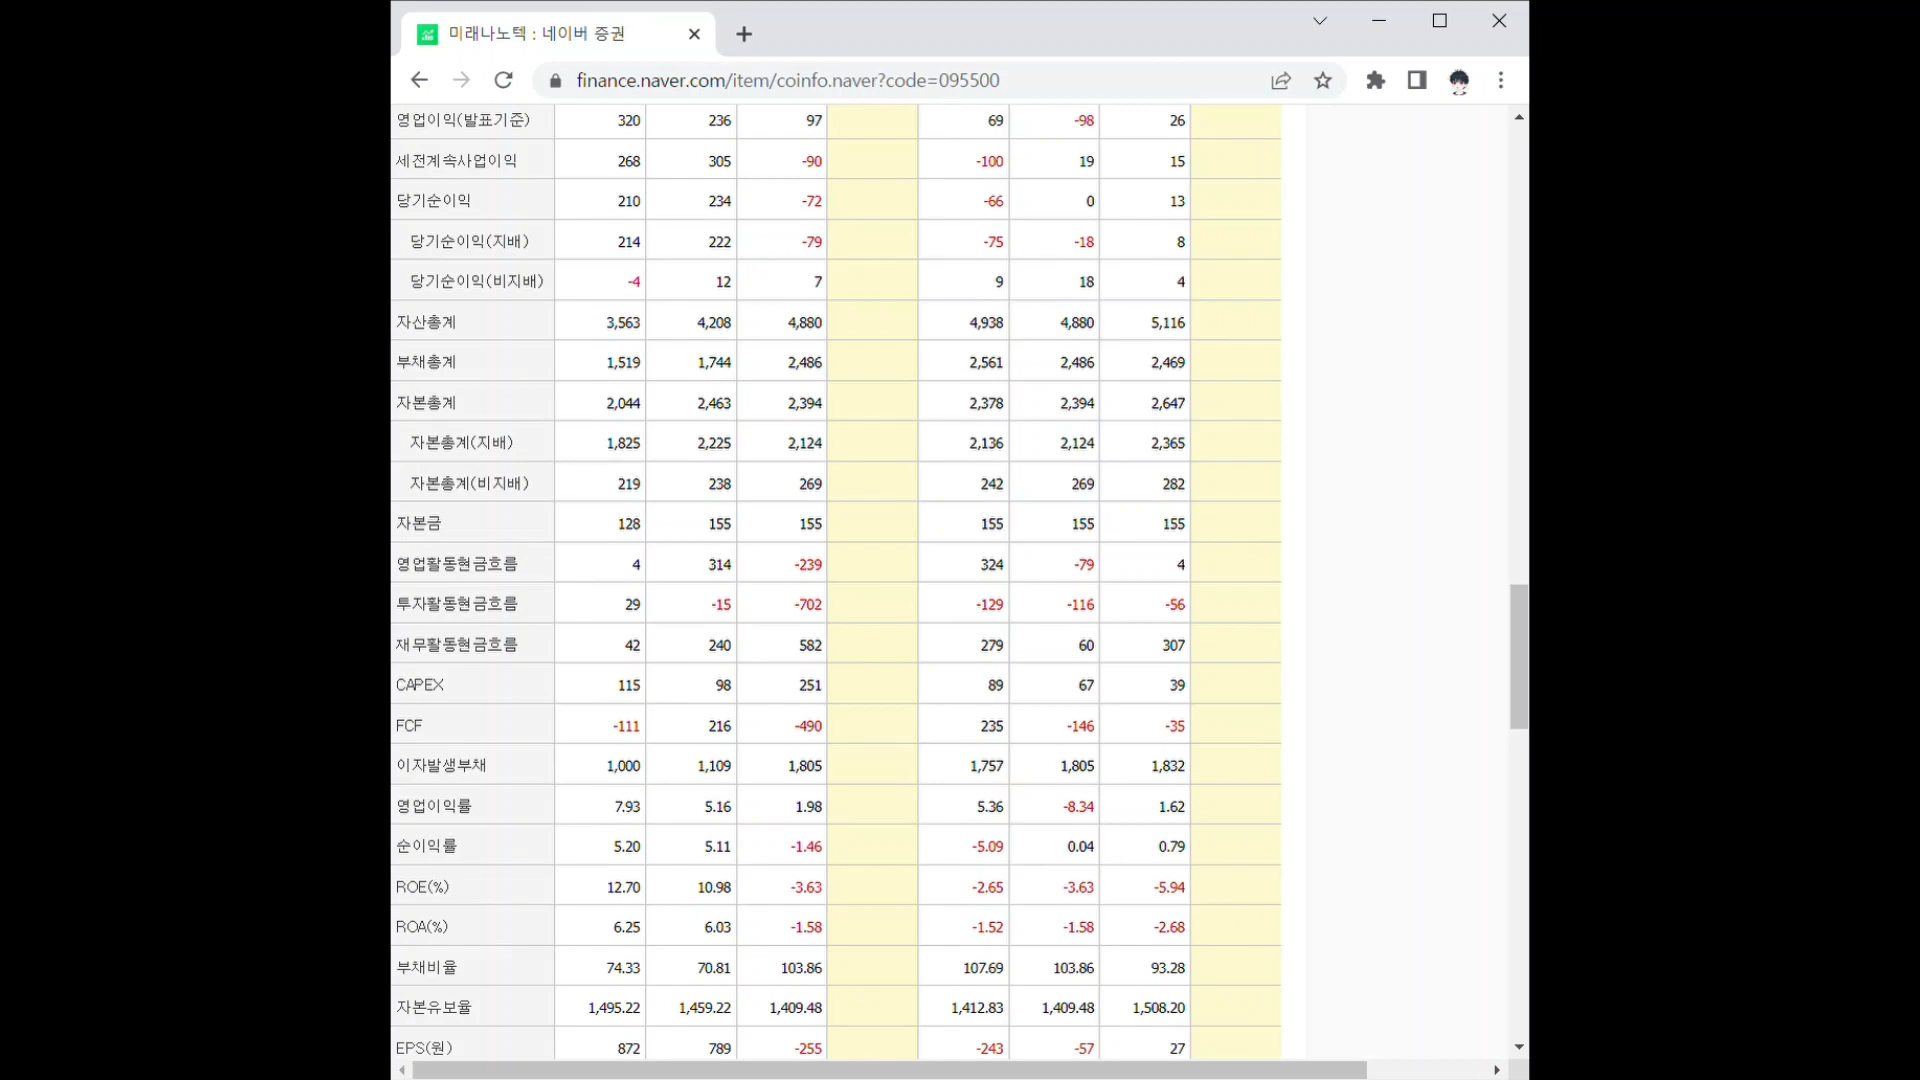 미래나노텍 : 네이버 증권
finance.naver.com/item/coinfo.naver?code=095500
영업이익(발표기준) 320 236 97 69 -98 26
세전계속사업이익 268 305 -90 -100 19 15
당기순이익 210 234 -72 -66 0 13
당기순이익(지배) 214 222 -79 -75 -18 8
당기순이익(비지배) -4 12 7 9 18 4
자산총계 3,563 4,208 4,880 4,938 4,880 5,116
부채총계 1,519 1,744 2,486 2,561 2,486 2,469
자본총계 2,044 2,463 2,394 2,378 2,394 2,647
자본총계(지배) 1,825 2,225 2,124 2,136 2,124 2,365
자본총계(비지배) 219 238 269 242 269 282
자본금 128 155 155 155 155 155
영업활동현금흐름 4 314 -239 324 -79 4
투자활동현금흐름 29 -15 -702 -129 -116 -56
재무활동현금흐름 42 240 582 279 60 307
CAPEX 115 98 251 89 67 39
FCF -111 216 -490 235 -146 -35
이자발생부채 1,000 1,109 1,805 1,757 1,805 1,832
영업이익률 7.93 5.16 1.98 5.36 -8.34 1.62
순이익률 5.20 5.11 -1.46 -5.09 0.04 0.79
ROE(%) 12.70 10.98 -3.63 -2.65 -3.63 -5.94
ROA(%) 6.25 6.03 -1.58 -1.52 -1.58 -2.68
부채비율 74.33 70.81 103.86 107.69 103.86 93.28
자본유보율 1,495.22 1,459.22 1,409.48 1,412.83 1,409.48 1,508.20
EPS(원) 872 789 -255 -243 -57 27